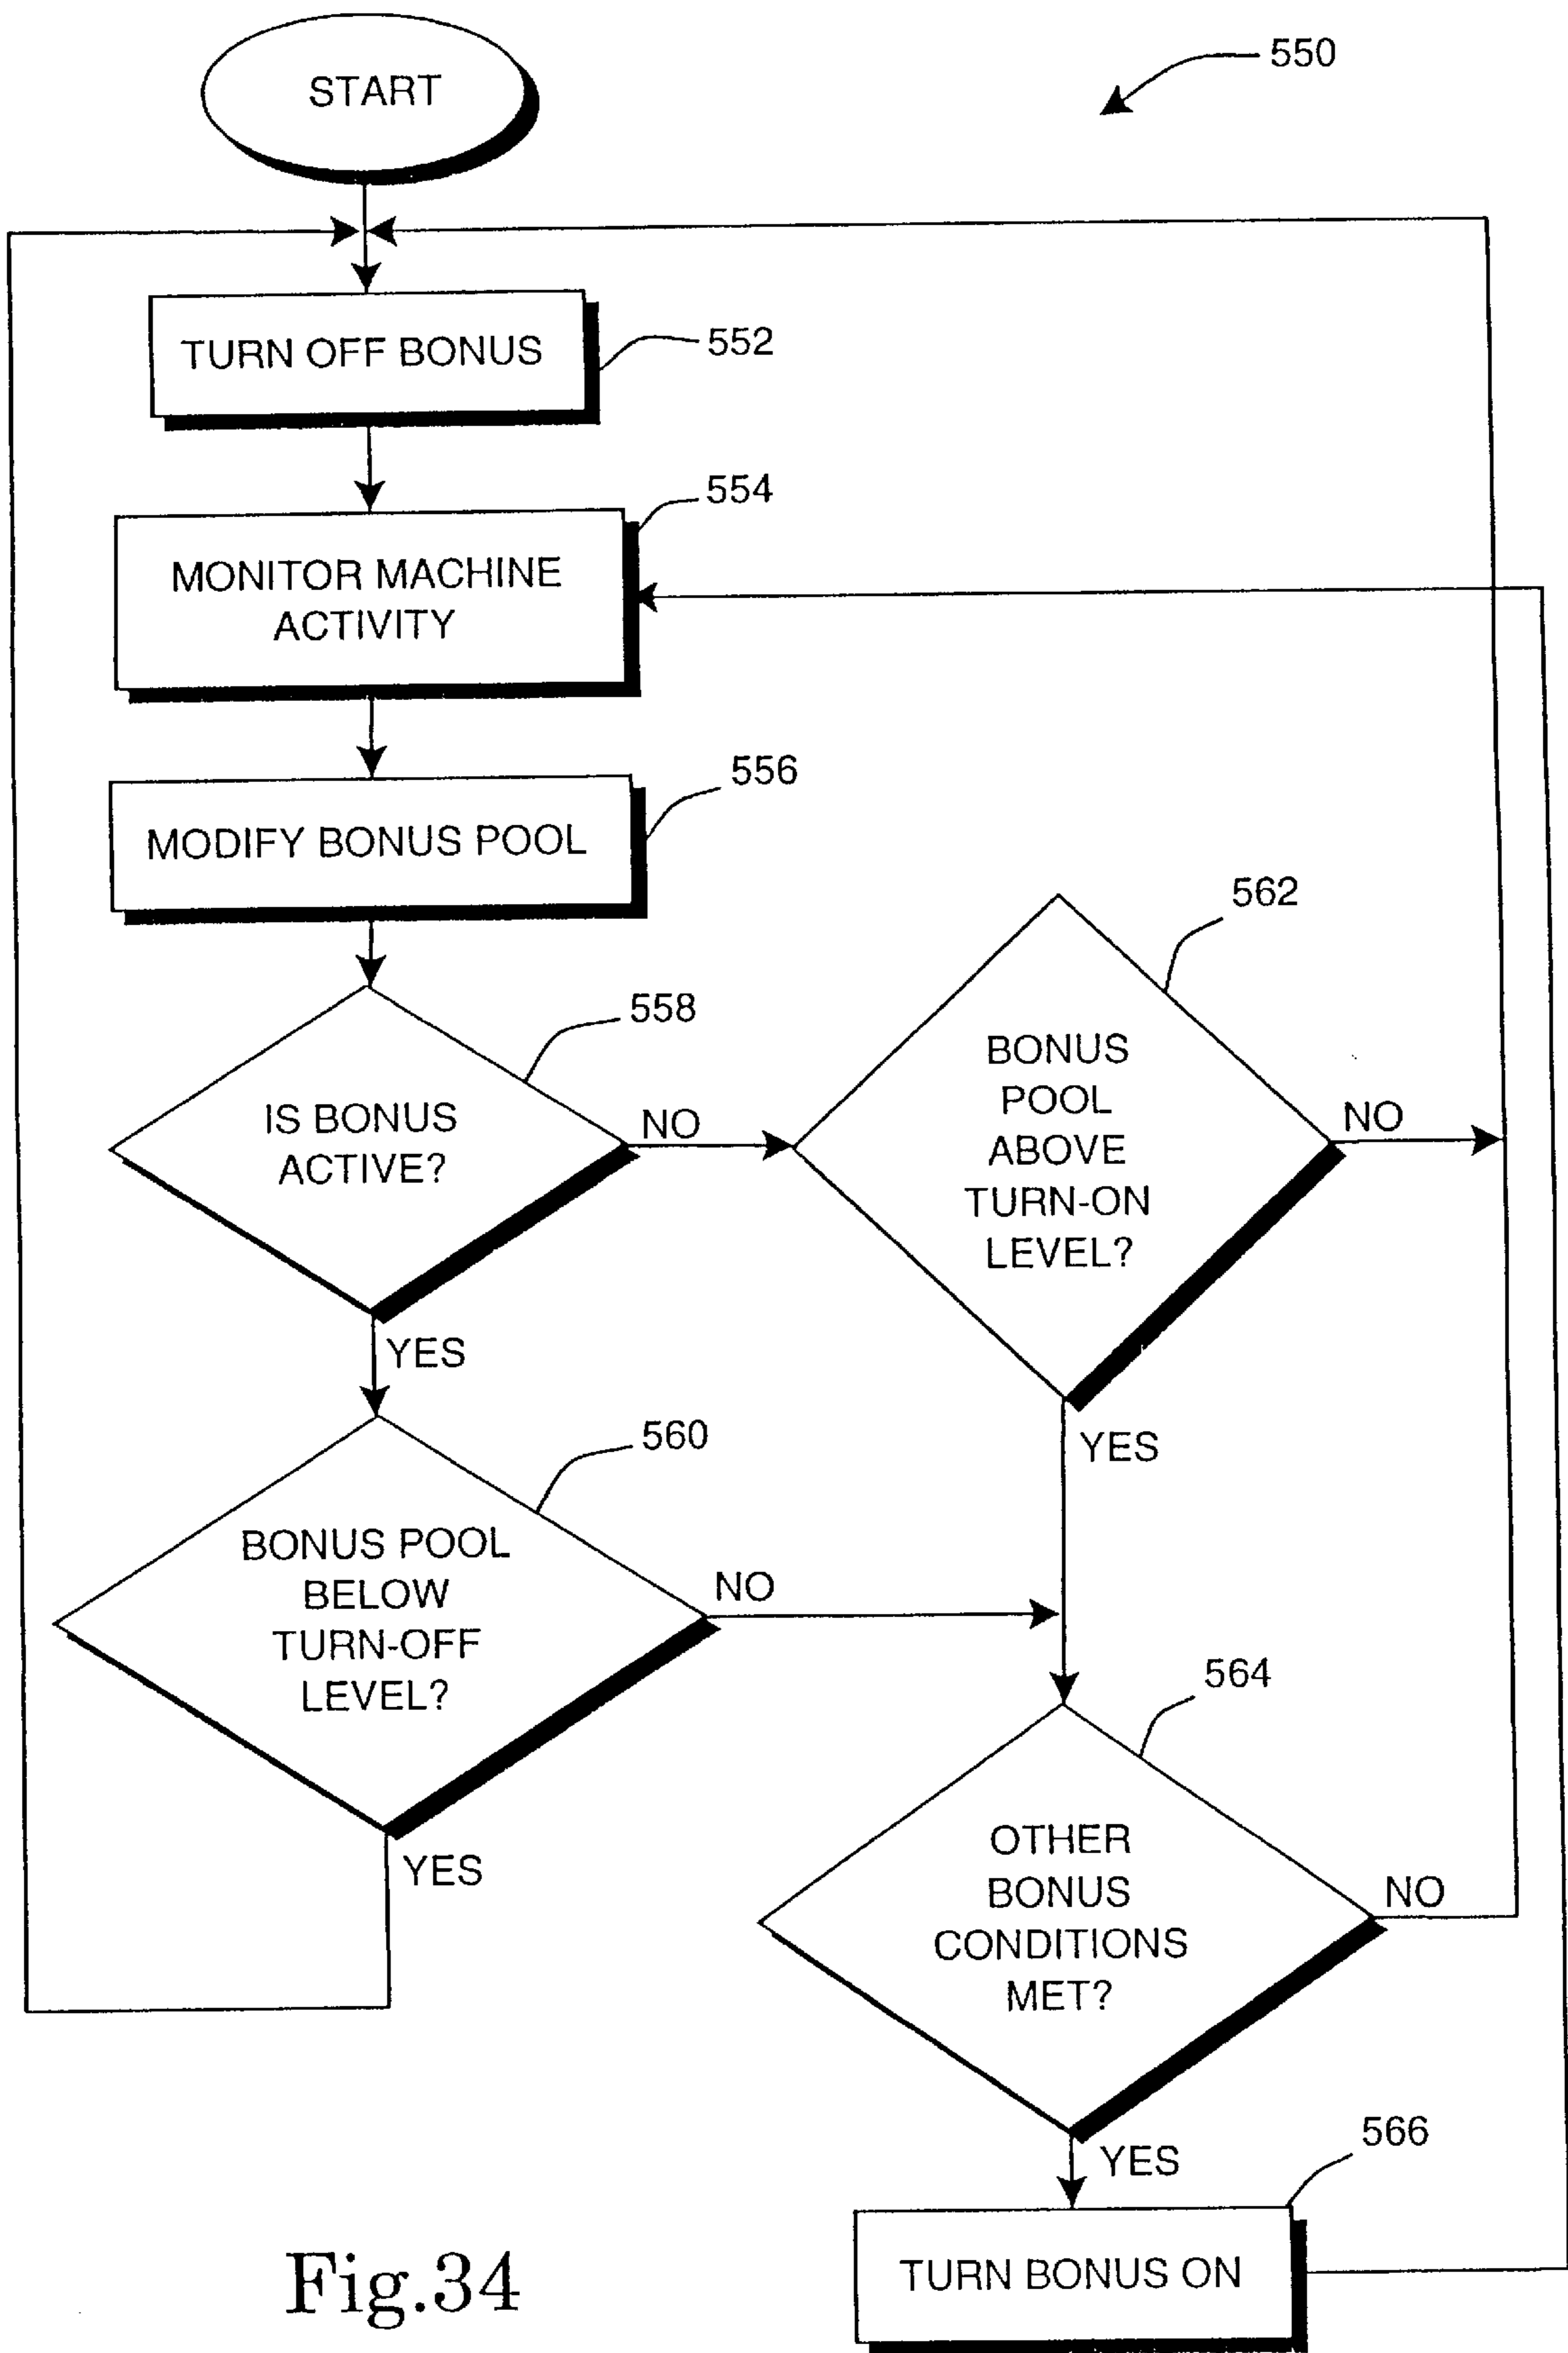 START
550
TURN OFF BONUS
552
554
MONITOR MACHINE
ACTIVITY
556
MODIFY BONUS POOL
562
558
BONUS
POOL
ABOVE
TURN-ON
LEVEL?
NO
IS BONUS
ACTIVE?
NO
YES
YES
560
BONUS POOL
BELOW
TURN-OFF
LEVEL?
NO
564
OTHER
BONUS
CONDITIONS
MET?
NO
YES
YES
566
TURN BONUS ON
Fig.34